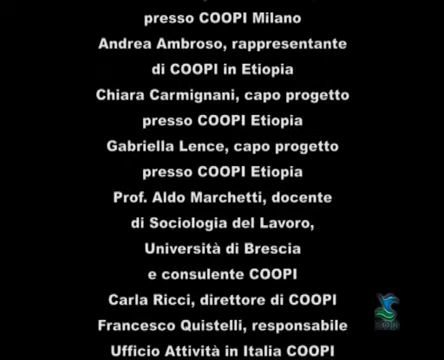 presso COOPI Milano
Andrea Ambroso, rappresentante
di COOPI in Etiopia
Chiara Carmignani, capo progetto
presso COOPI Etiopia
Gabriella Lence, capo progetto
presso COOPI Etiopia
Prof. Aldo Marchetti, docente
di Sociologia del Lavoro,
Università di Brescia
e consulente COOPI
Carla Ricci, direttore di COOPI
Francesco Quistelli, responsabile
Ufficio Attività in Italia COOPI